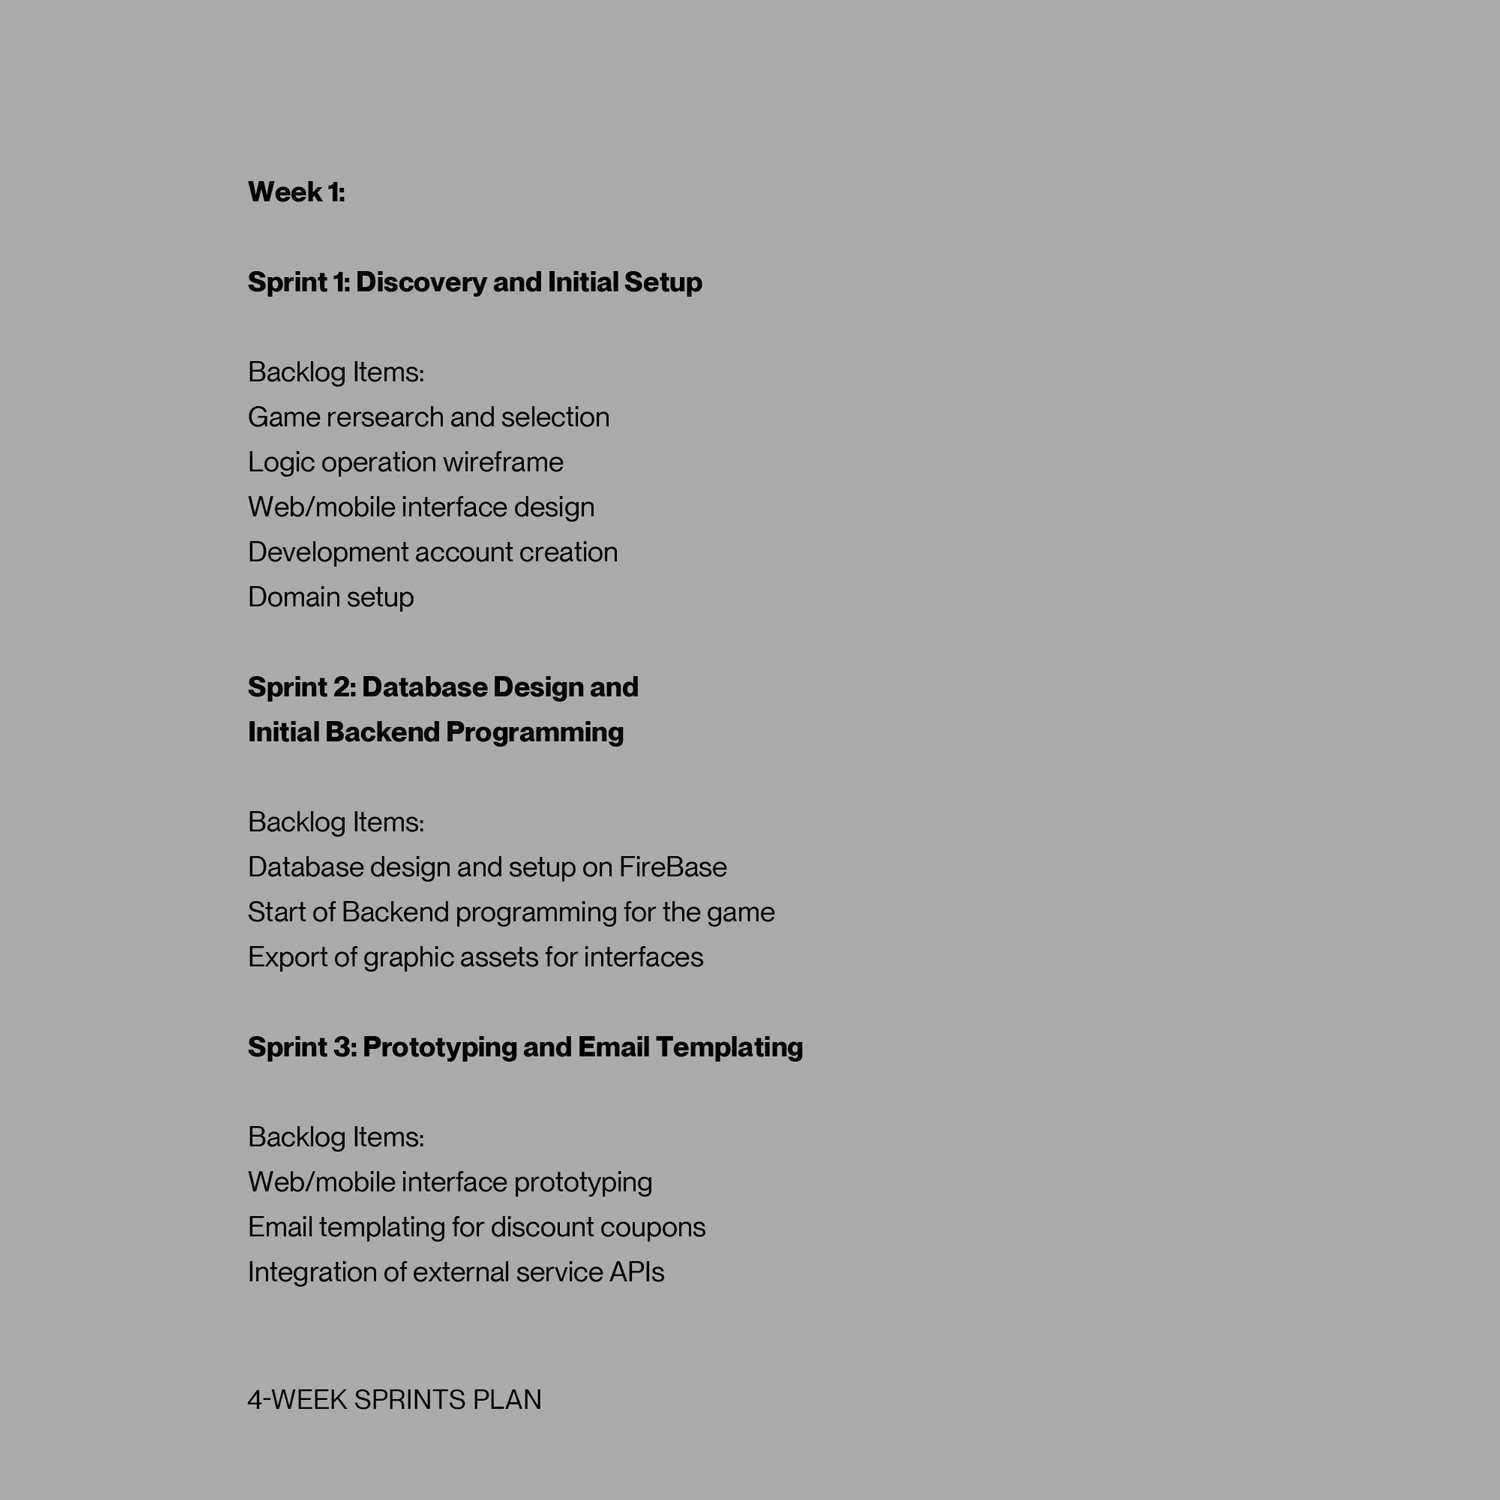 Week 1:
Sprint 1: Discovery and Initial Setup
Backlog Items:
Game rersearch and selection
Logic operation wireframe
Web/mobile interface design
Development account creation
Domain setup
Sprint 2: Database Design and
Initial Backend Programming
Backlog Items:
Database design and setup on FireBase
Start of Backend programming for the game
Export of graphic assets for interfaces
Sprint 3: Prototyping and Email Templating
Backlog Items:
Web/mobile interface prototyping
Email templating for discount coupons
Integration of external service APIs
4-WEEK SPRINTS PLAN